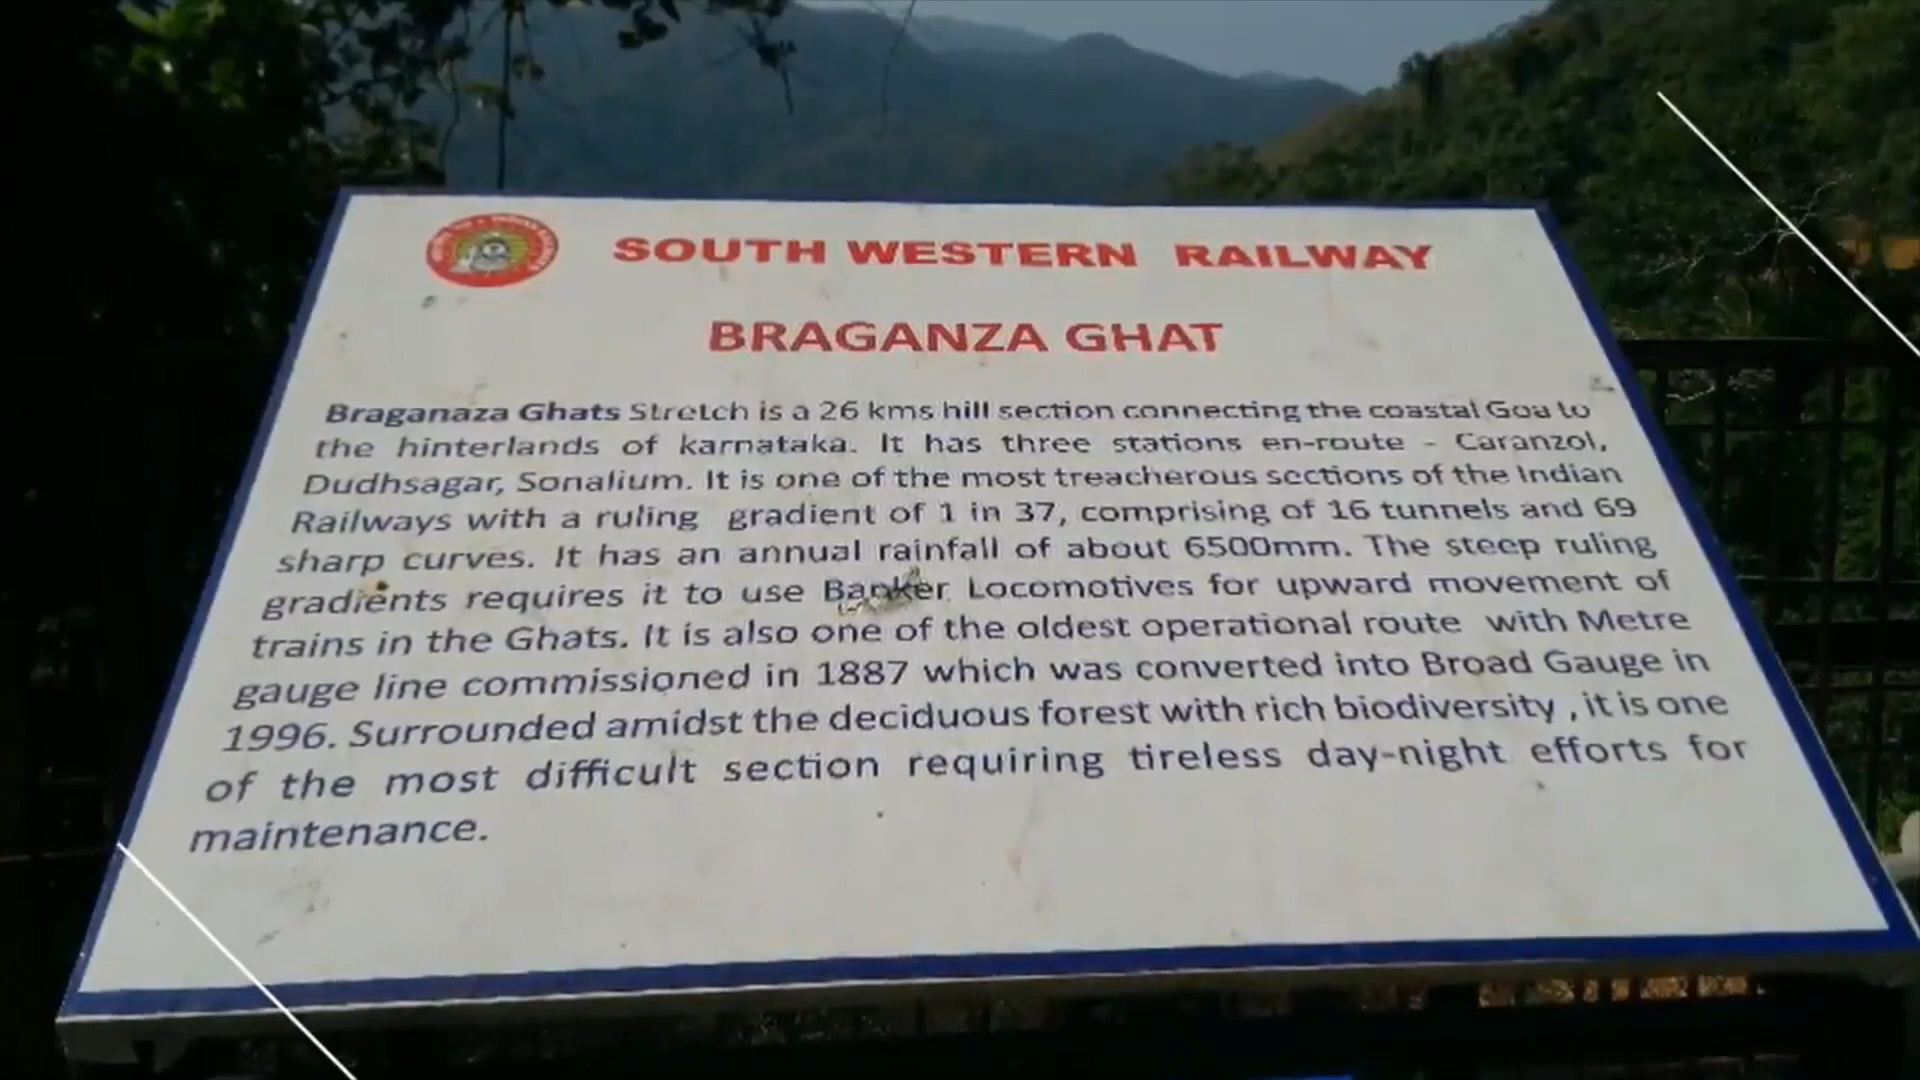 SOUTH WESTERN RAILWAY
BRAGANZA GHAT
Braganaza Ghats Stretch is a 26 kms hill section connecting the coastal Goa to
the hinterlands of karnataka. It has three stations en-route - Caranzol,
Dudhsagar, Sonalium. It is one of the most treacherous sections of the Indian
Railways with a ruling gradient of 1 in 37, comprising of 16 tunnels and 69
sharp curves. It has an annual rainfall of about 6500mm. The steep ruling
gradients requires it to use Banker Locomotives for upward movement of
trains in the Ghats. It is also one of the oldest operational route with Metre
gauge line commissioned in 1887 which was converted into Broad Gauge in
1996. Surrounded amidst the deciduous forest with rich biodiversity , it is one
of the most difficult section requiring tireless day-night efforts for
maintenance.